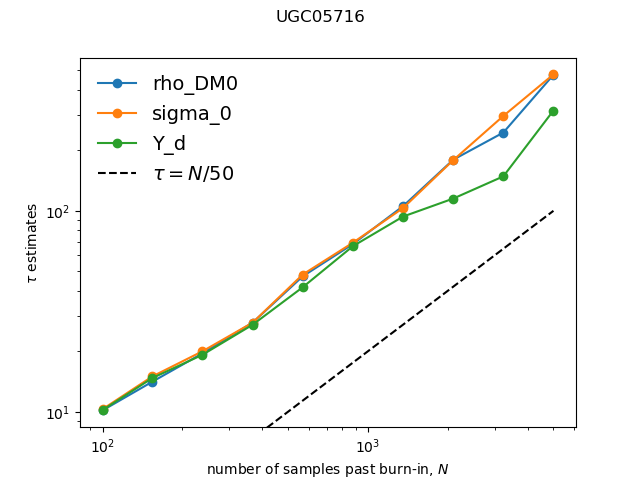 UGC05716
rho_DM0
sigma_0
Y_d
τ = N/50
τ estimates
10²
10¹
10²
10³
number of samples past burn-in, N